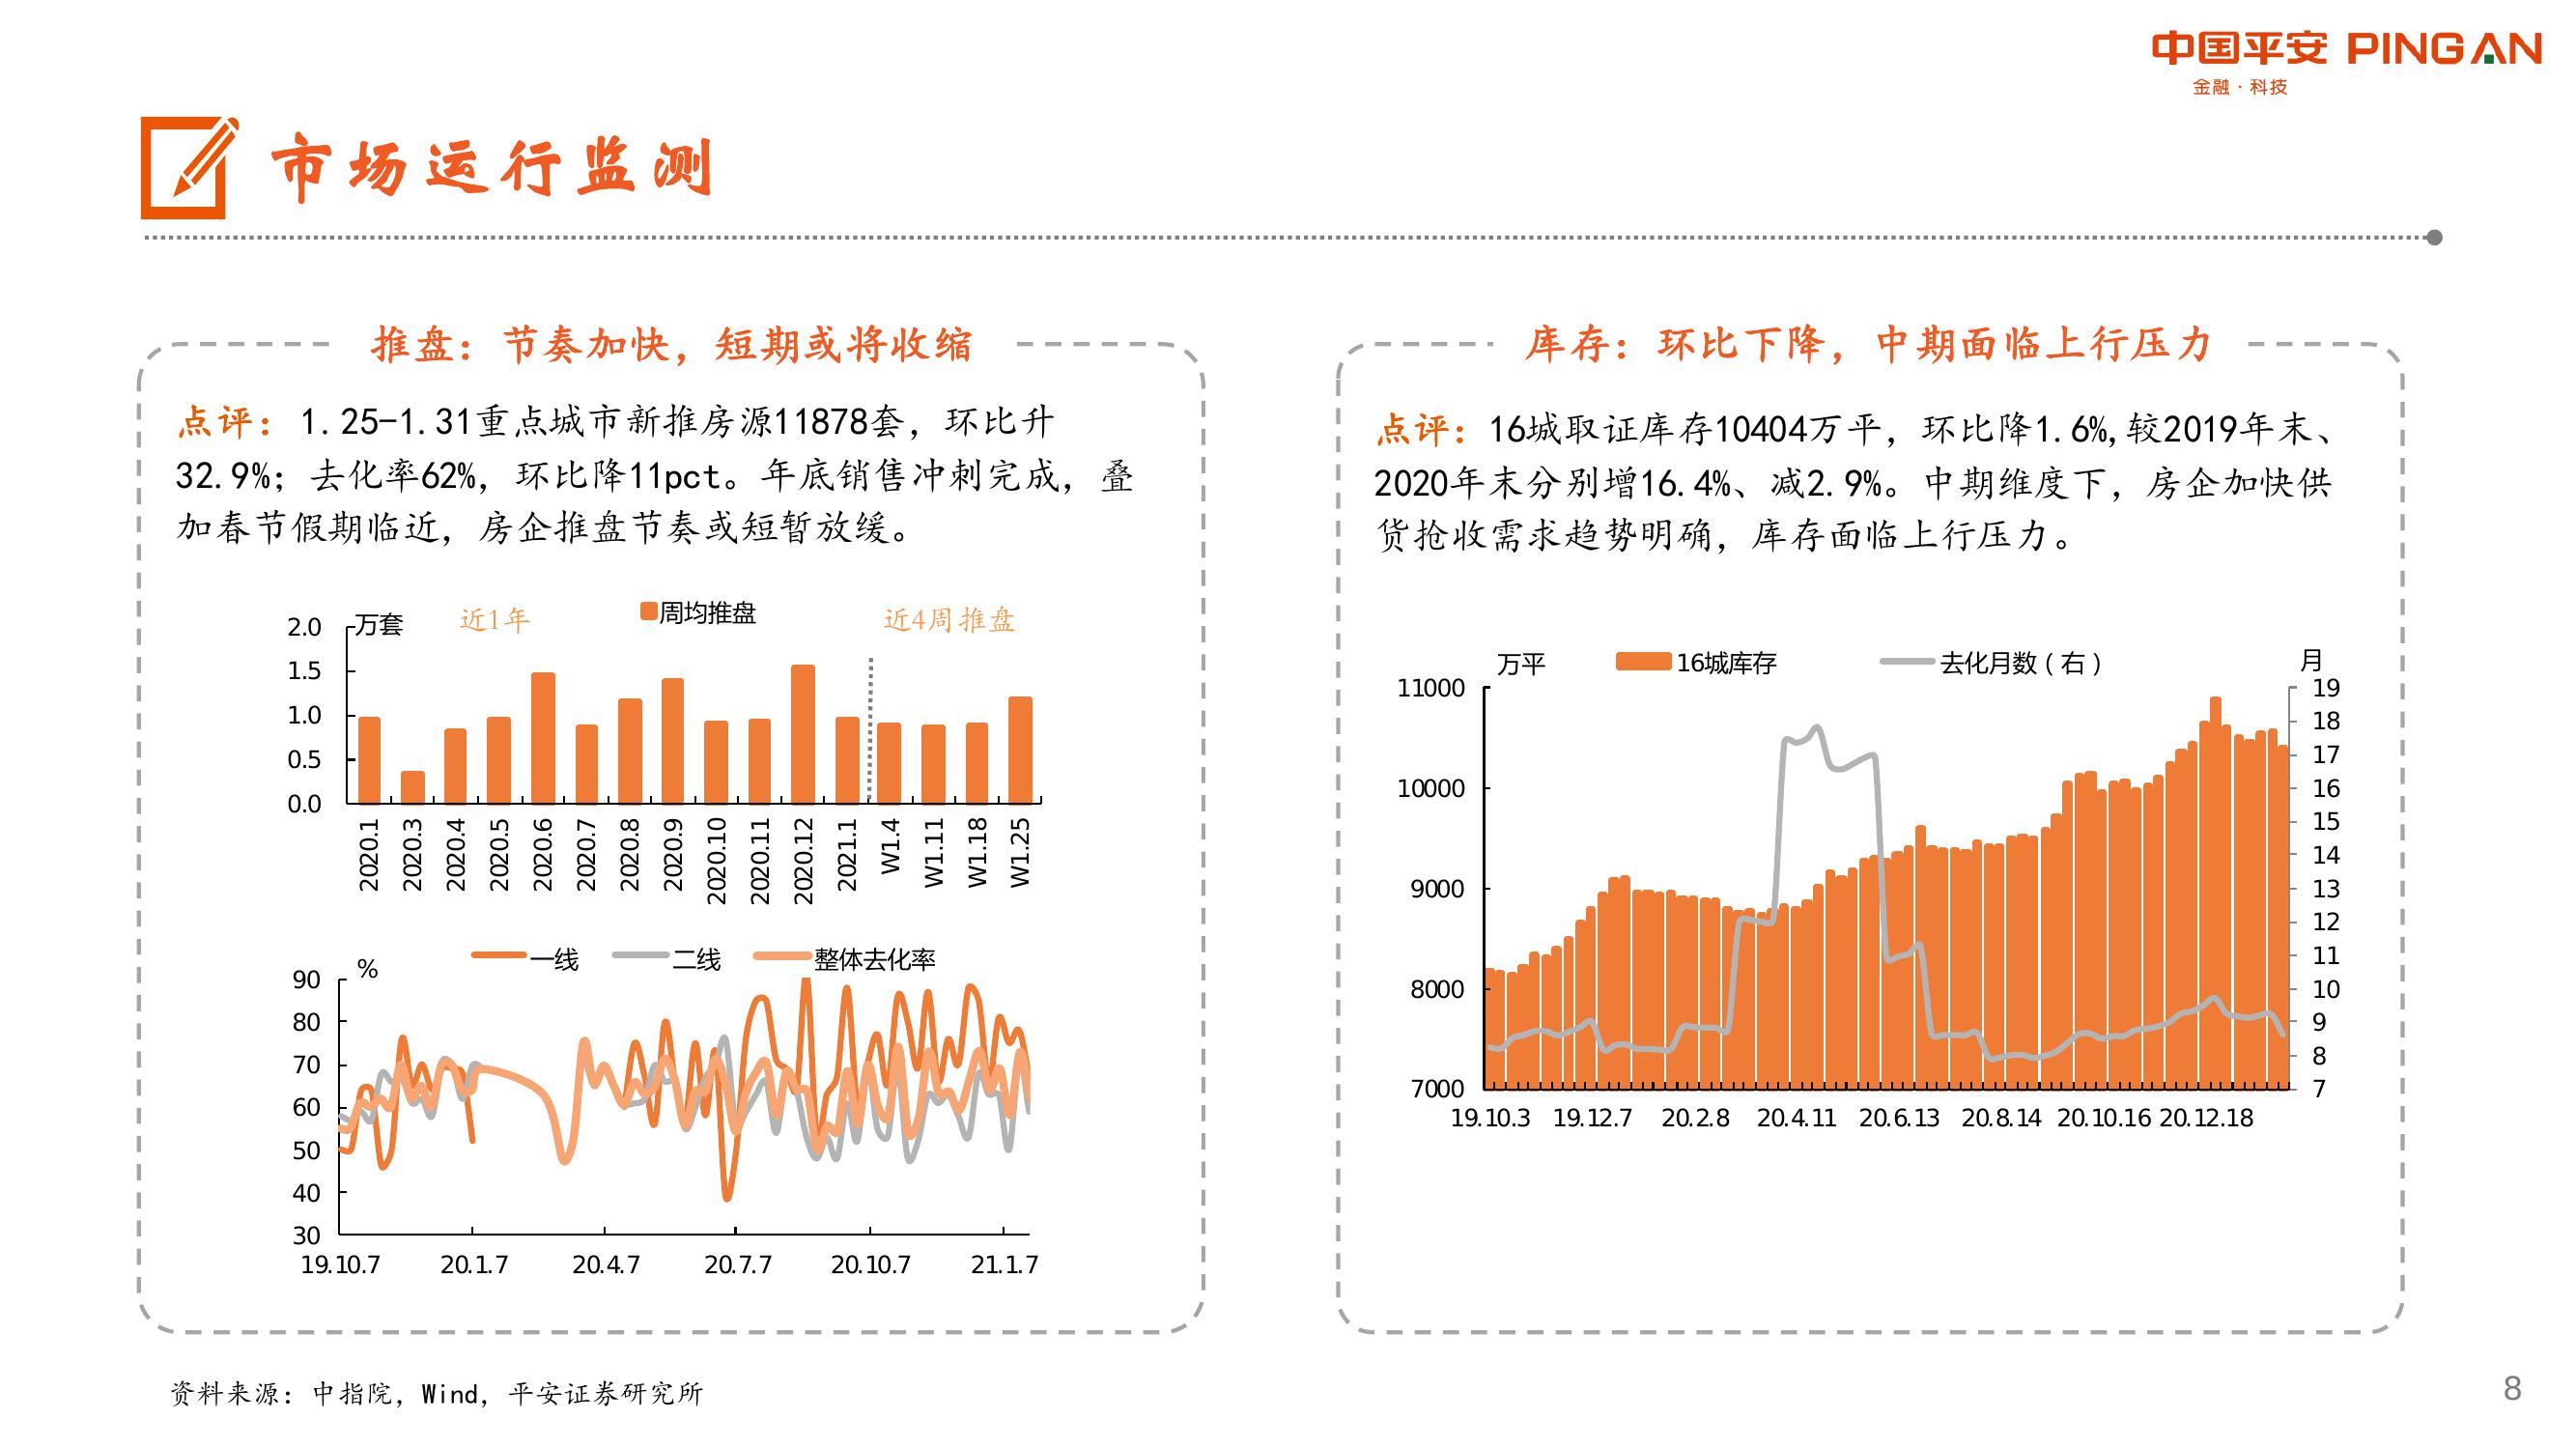 中国平安 PINGAN
金融·科技
市场运行监测
推盘：节奏加快，短期或将收缩
点评：1.25-1.31重点城市新推房源11878套，环比升
32.9%；去化率62%，环比降11pct。年底销售冲刺完成，叠
加春节假期临近，房企推盘节奏或短暂放缓。
万套 近1年 周均推盘 近4周推盘
2.0
1.5
1.0
0.5
0.0
2020.1 2020.3 2020.4 2020.5 2020.6 2020.7 2020.8 2020.9 2020.10 2020.11 2020.12 2021.1 W1.4 W1.11 W1.18 W1.25
% 一线 二线 整体去化率
90
80
70
60
50
40
30
19.10.7 20.1.7 20.4.7 20.7.7 20.10.7 21.1.7
库存：环比下降，中期面临上行压力
点评：16城取证库存10404万平，环比降1.6%,较2019年末、
2020年末分别增16.4%、减2.9%。中期维度下，房企加快供
货抢收需求趋势明确，库存面临上行压力。
万平 16城库存 去化月数（右） 月
11000
10000
9000
8000
7000
19
18
17
16
15
14
13
12
11
10
9
8
7
19.10.3 19.12.7 20.2.8 20.4.11 20.6.13 20.8.14 20.10.16 20.12.18
资料来源：中指院，Wind，平安证券研究所
8